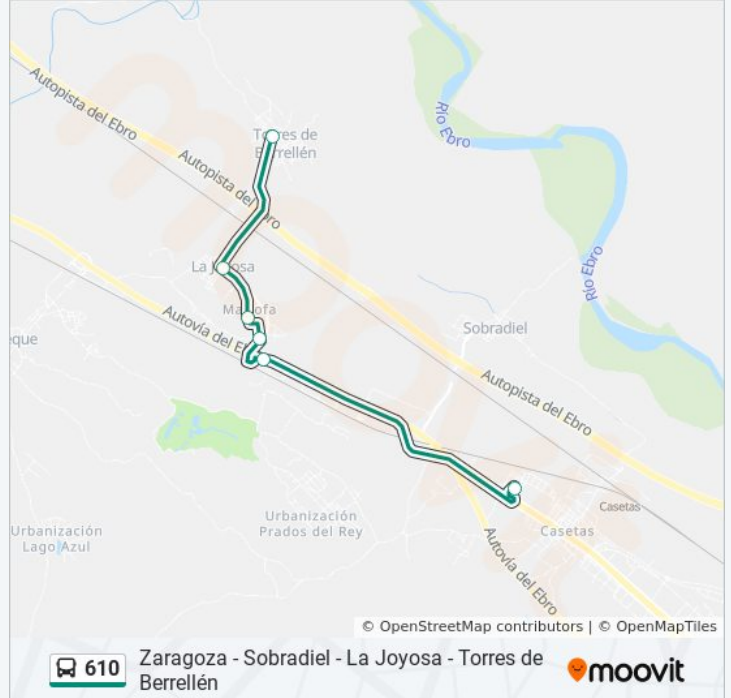 Autopista del Ebro
Torres de
Berrellén
Río Ebro
Autopista del Ebro
La Joyosa
Río Ebro
Marlofa
Autovía del Ebro
Sobradiel
eque
Autopista del Ebro
Casetas
Urbanización
Prados del Rey
Urbanización
Lago Azul
Casetas
Autovía del Ebro
© OpenStreetMap contributors | © OpenMapTiles
610
Zaragoza - Sobradiel - La Joyosa - Torres de
Berrellén
moovit